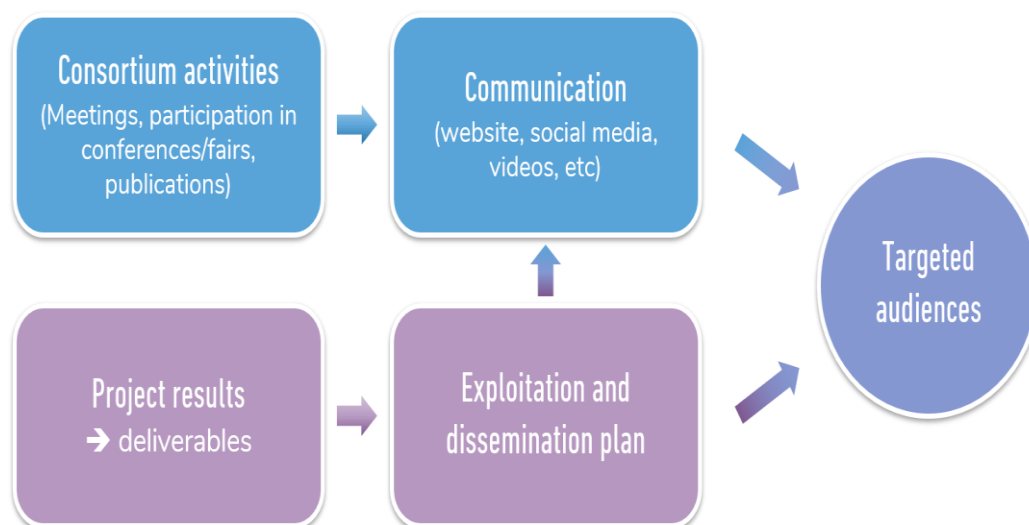 Consortium activities
(Meetings, participation in
conferences/fairs,
publications)
Communication
(website, social media,
videos, etc)
Targeted
audiences
Project results
➔ deliverables
Exploitation and
dissemination plan